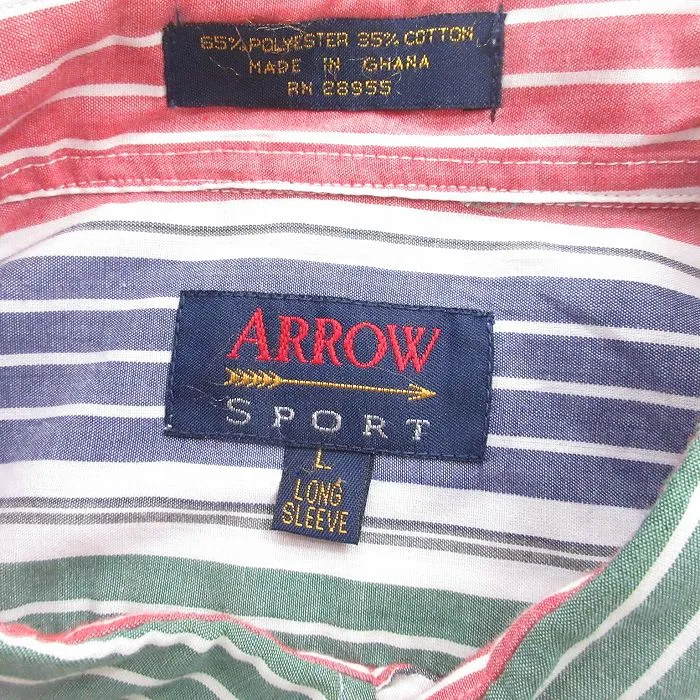 65% POLYESTER 35% COTTON
MADE IN GHANA
RN 28955
ARROW
SPORT
L
LONG
SLEEVE